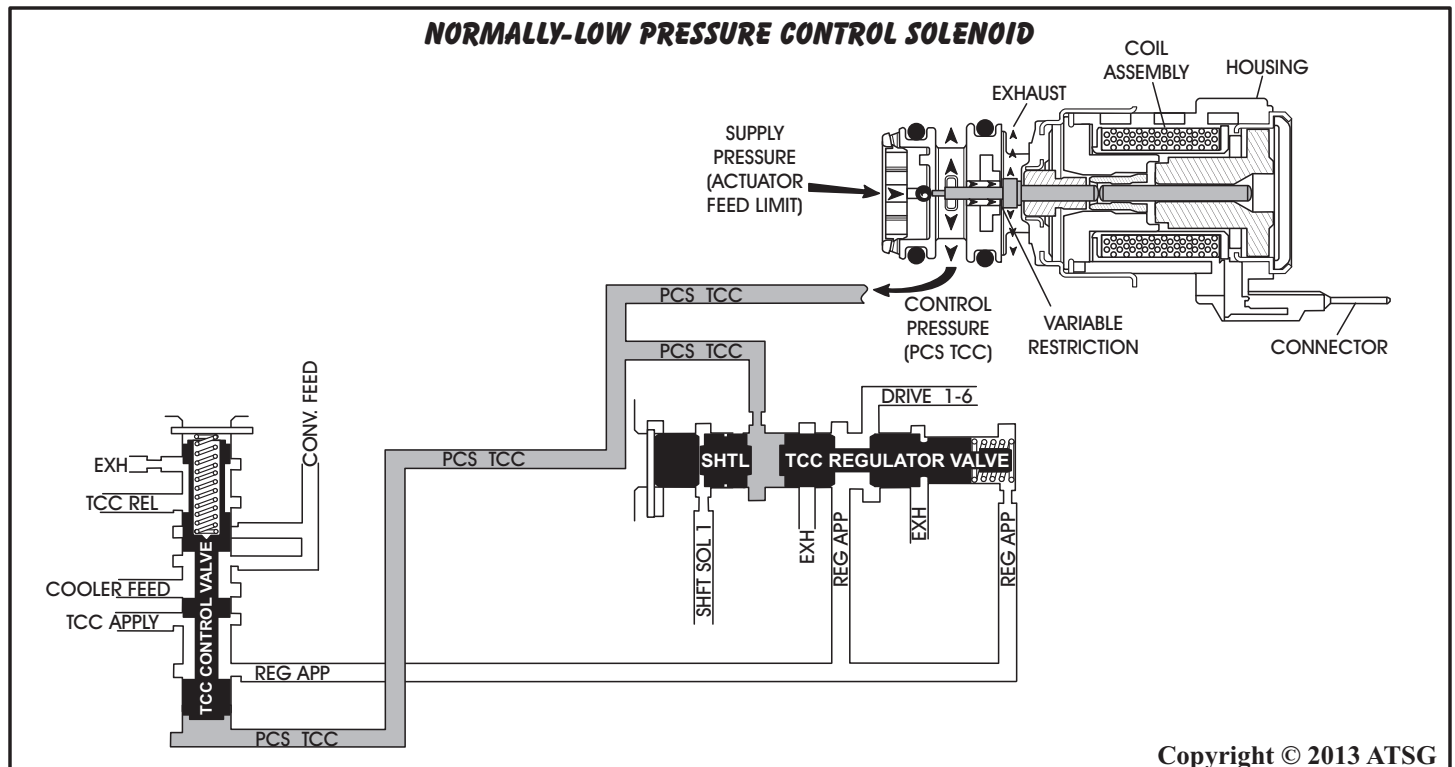 NORMALLY-LOW PRESSURE CONTROL SOLENOID
COIL
ASSEMBLY
HOUSING
EXHAUST
SUPPLY
PRESSURE
(ACTUATOR
FEED LIMIT)
PCS TCC
CONTROL
PRESSURE
(PCS TCC)
VARIABLE
RESTRICTION
CONNECTOR
PCS TCC
DRIVE 1-6
CONV. FEED
EXH
PCS TCC
SHTL
TCC REGULATOR VALVE
TCC REL
TCC CONTROL VALVE
COOLER FEED
TCC APPLY
SHFT SOL 1
EXH
REG APP
EXH
REG APP
REG APP
PCS TCC
Copyright © 2013 ATSG